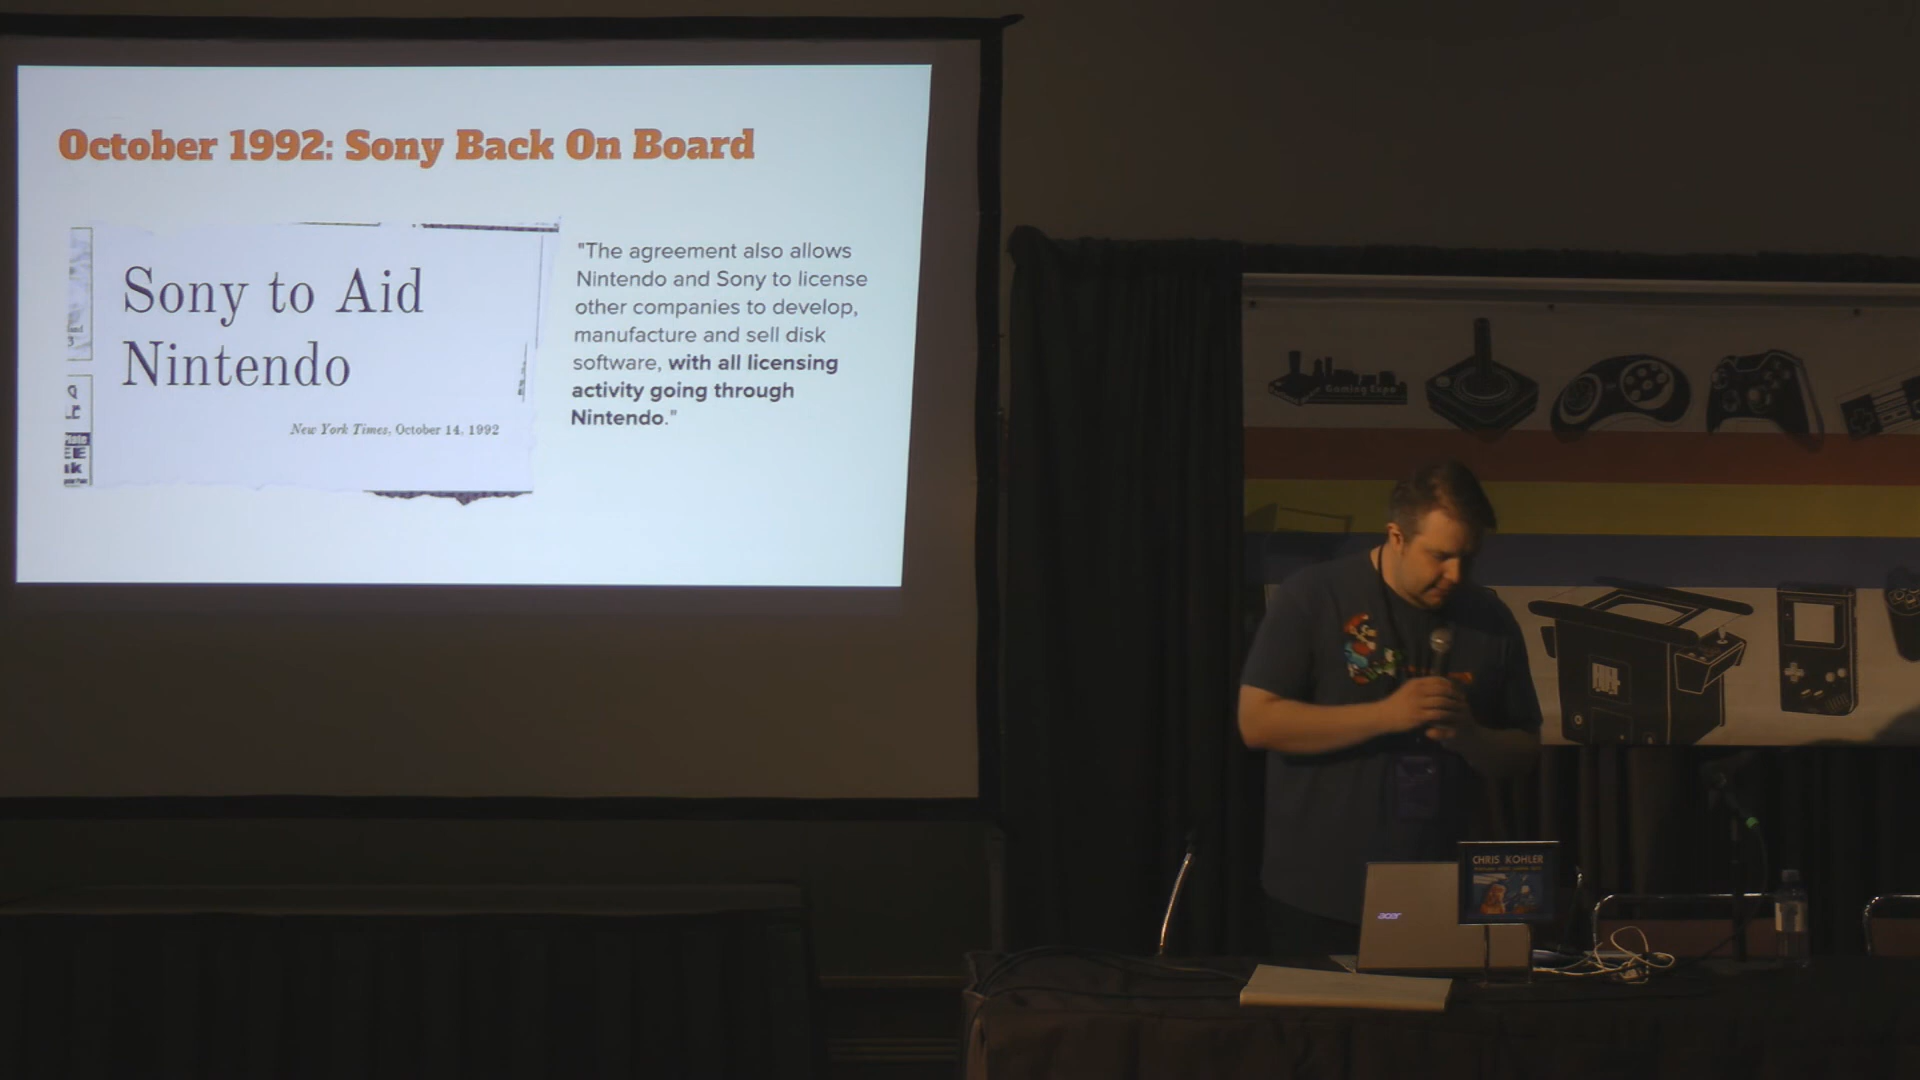 October 1992: Sony Back On Board
Sony to Aid
Nintendo
New York Times, October 14, 1992
"The agreement also allows
Nintendo and Sony to license
other companies to develop,
manufacture and sell disk
software, with all licensing
activity going through
Nintendo."
Gaming Expo
CHRIS KOHLER
acer